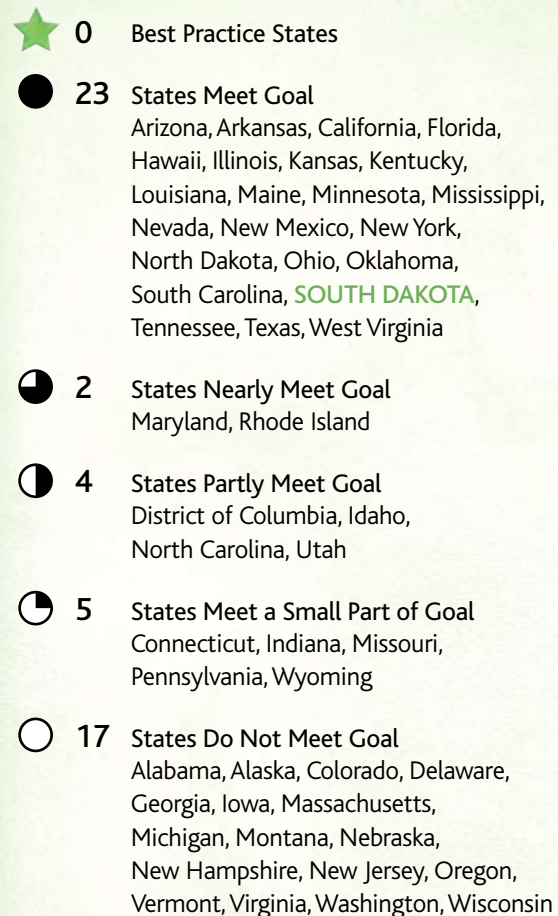 0 Best Practice States
23 States Meet Goal
Arizona, Arkansas, California, Florida,
Hawaii, Illinois, Kansas, Kentucky,
Louisiana, Maine, Minnesota, Mississippi,
Nevada, New Mexico, New York,
North Dakota, Ohio, Oklahoma,
South Carolina, SOUTH DAKOTA,
Tennessee, Texas, West Virginia
2 States Nearly Meet Goal
Maryland, Rhode Island
4 States Partly Meet Goal
District of Columbia, Idaho,
North Carolina, Utah
5 States Meet a Small Part of Goal
Connecticut, Indiana, Missouri,
Pennsylvania, Wyoming
17 States Do Not Meet Goal
Alabama, Alaska, Colorado, Delaware,
Georgia, Iowa, Massachusetts,
Michigan, Montana, Nebraska,
New Hampshire, New Jersey, Oregon,
Vermont, Virginia, Washington, Wisconsin